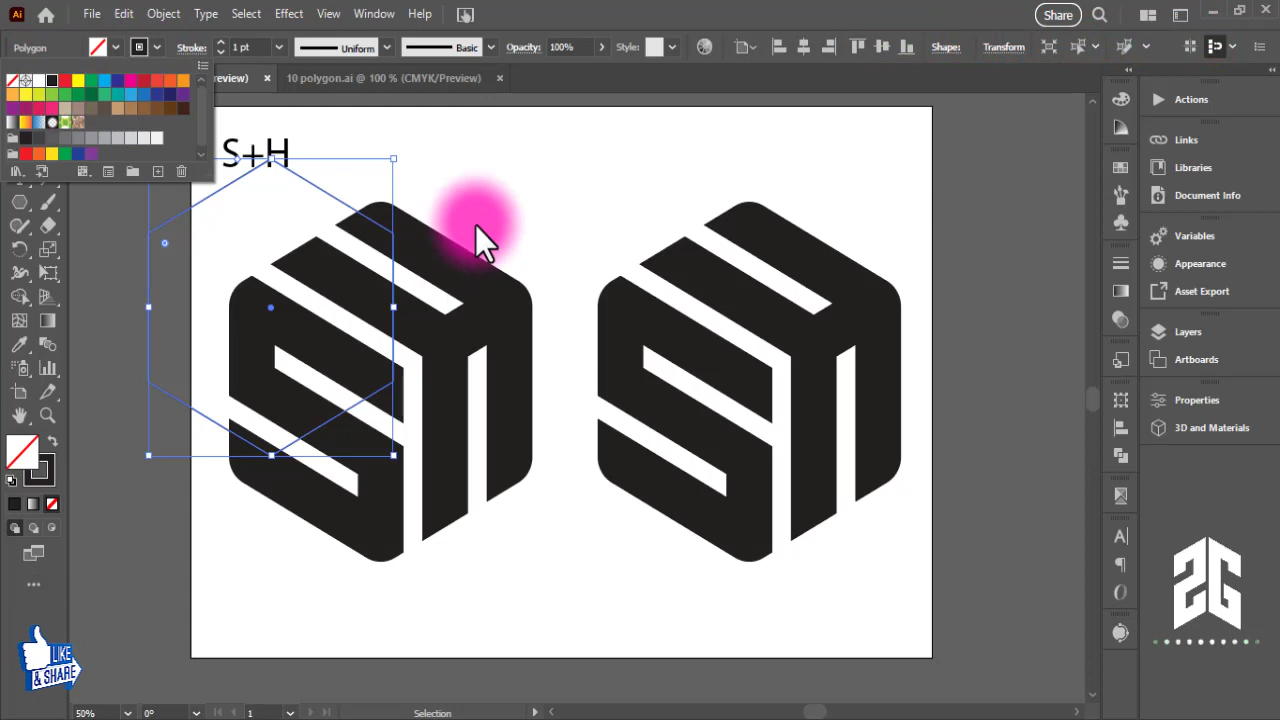 Ai File Edit Object Type Select Effect View Window Help Share
Polygon Stroke: 1 pt Uniform Basic Opacity: 100% Style: Shape: Transform
review) × 10 polygon.ai @ 100 % (CMYK/Preview) ×
S+H
Actions
Links
Libraries
Document Info
Variables
Appearance
Asset Export
Layers
Artboards
Properties
3D and Materials
LIKE
& SHARE
50% 0° 1 Selection